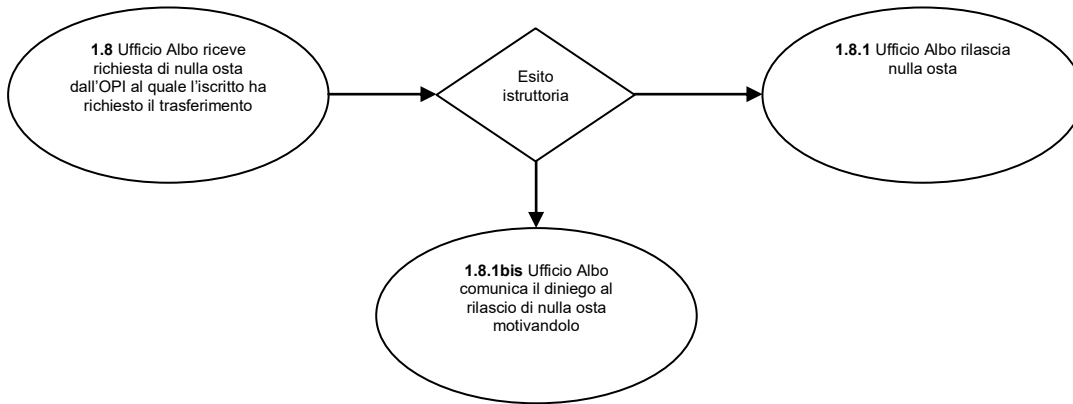 1.8 Ufficio Albo riceve
richiesta di nulla osta
dall’OPI al quale l’iscritto ha
richiesto il trasferimento
Esito
istruttoria
1.8.1 Ufficio Albo rilascia
nulla osta
1.8.1bis Ufficio Albo
comunica il diniego al
rilascio di nulla osta
motivandolo